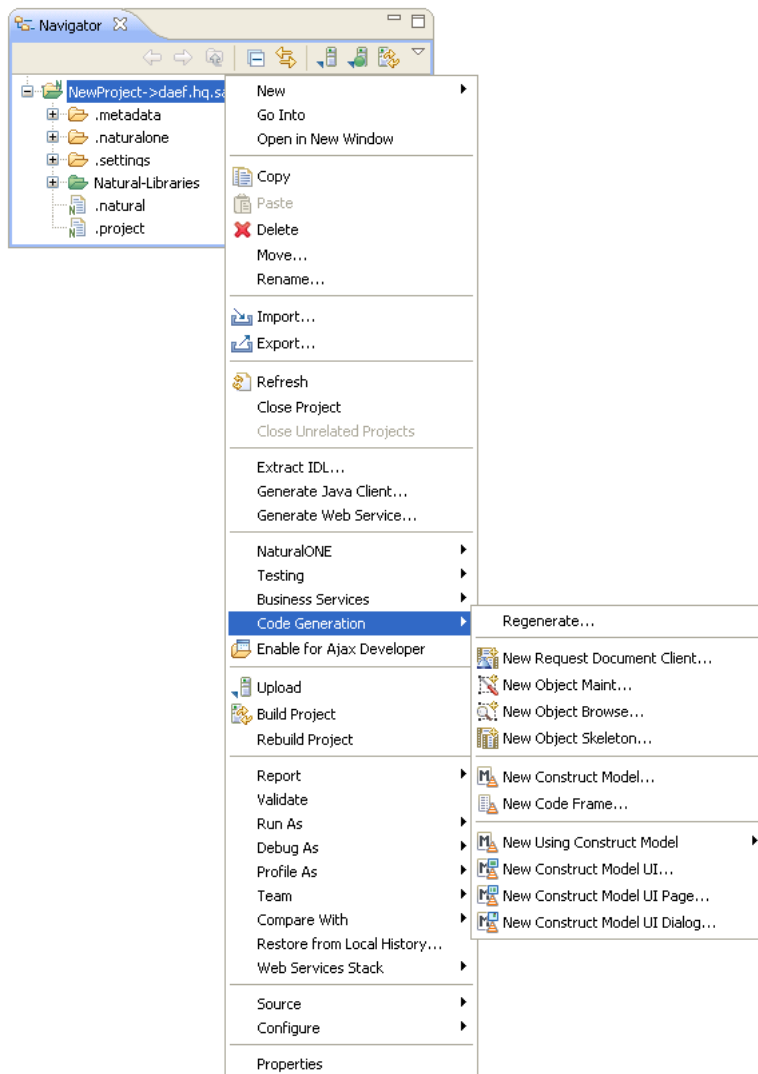 Navigator
NewProject->daef.hq.sa
.metadata
.naturalone
.settings
Natural-Libraries
.natural
.project
New
Go Into
Open in New Window
Copy
Paste
Delete
Move...
Rename...
Import...
Export...
Refresh
Close Project
Close Unrelated Projects
Extract IDL...
Generate Java Client...
Generate Web Service...
NaturalONE
Testing
Business Services
Code Generation
Enable for Ajax Developer
Upload
Build Project
Rebuild Project
Report
Validate
Run As
Debug As
Profile As
Team
Compare With
Restore from Local History...
Web Services Stack
Source
Configure
Properties
Regenerate...
New Request Document Client...
New Object Maint...
New Object Browse...
New Object Skeleton...
New Construct Model...
New Code Frame...
New Using Construct Model
New Construct Model UI...
New Construct Model UI Page...
New Construct Model UI Dialog...